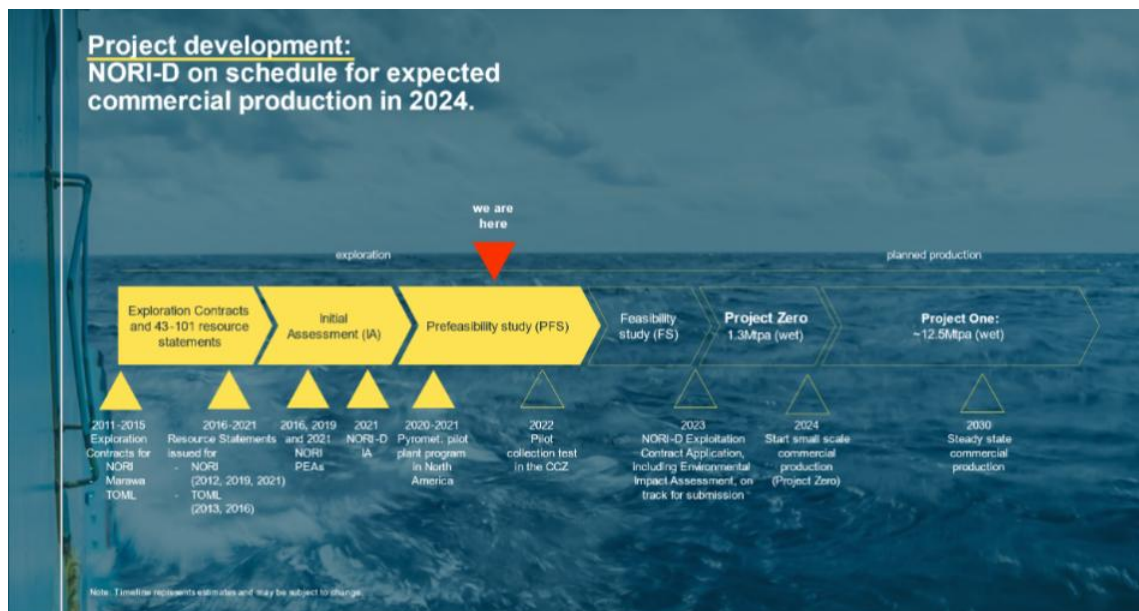 Project development:
NORI-D on schedule for expected
commercial production in 2024.
we are
here
exploration
planned production
Exploration Contracts
and 43-101 resource
statements
Initial
Assessment (IA)
Prefeasibility study (PFS)
Feasibility
study (FS)
Project Zero
1.3Mtpa (wet)
Project One:
~12.5Mtpa (wet)
2011-2015
Exploration
Contracts for
NORI
Marawa
TOML
2016-2021
Resource Statements
issued for
- NORI
(2012, 2019, 2021)
- TOML
(2013, 2016)
2016, 2019
and 2021
NORI
PEAs
2021
NORI-D
IA
2020-2021
Pyromet. pilot
plant program
in North
America
2022
Pilot
collection test
in the CCZ
2023
NORI-D Exploitation
Contract Application,
Including Environmental
Impact Assessment, on
track for submission
2024
Start small scale
commercial
production
(Project Zero)
2030
Steady state
commercial
production
Note: Timeline represents estimates and may be subject to change.